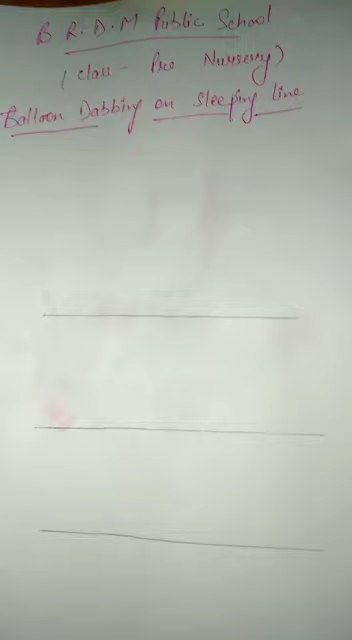 B R.D.M Public School
(class - Pre Nursery)
Balloon Dabbing on Sleeping line